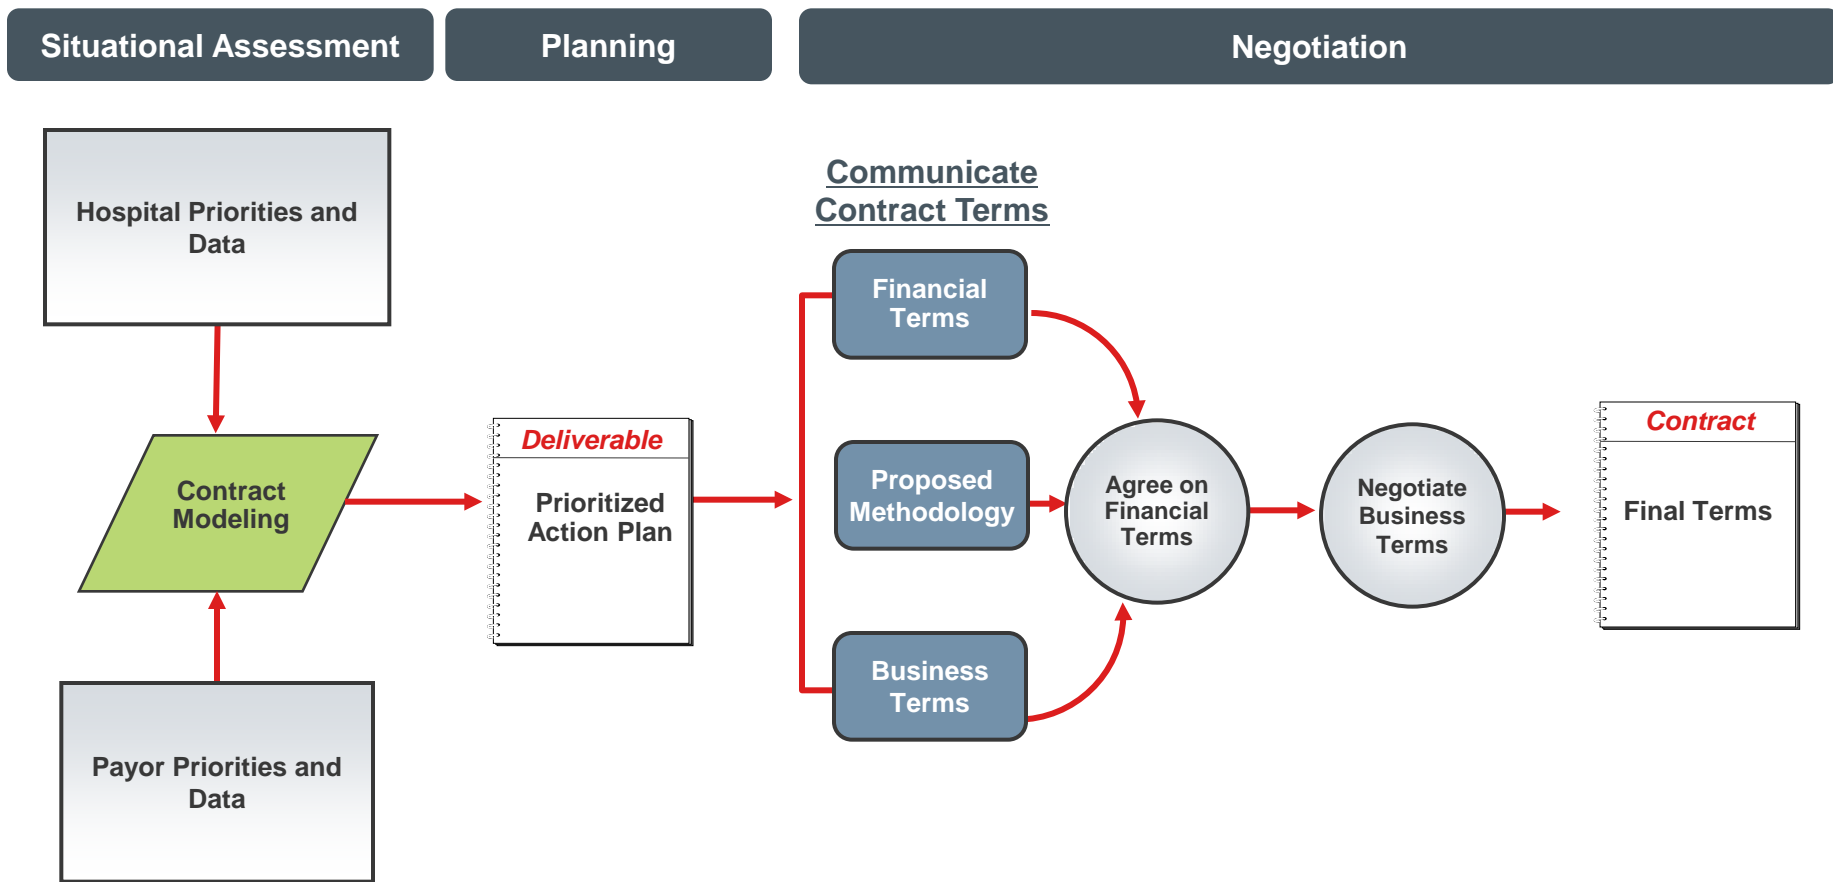 Situational Assessment
Planning
Negotiation
Hospital Priorities and
Data
Contract
Modeling
Payor Priorities and
Data
Deliverable
Prioritized
Action Plan
Communicate
Contract Terms
Financial
Terms
Proposed
Methodology
Business
Terms
Agree on
Financial
Terms
Negotiate
Business
Terms
Contract
Final Terms